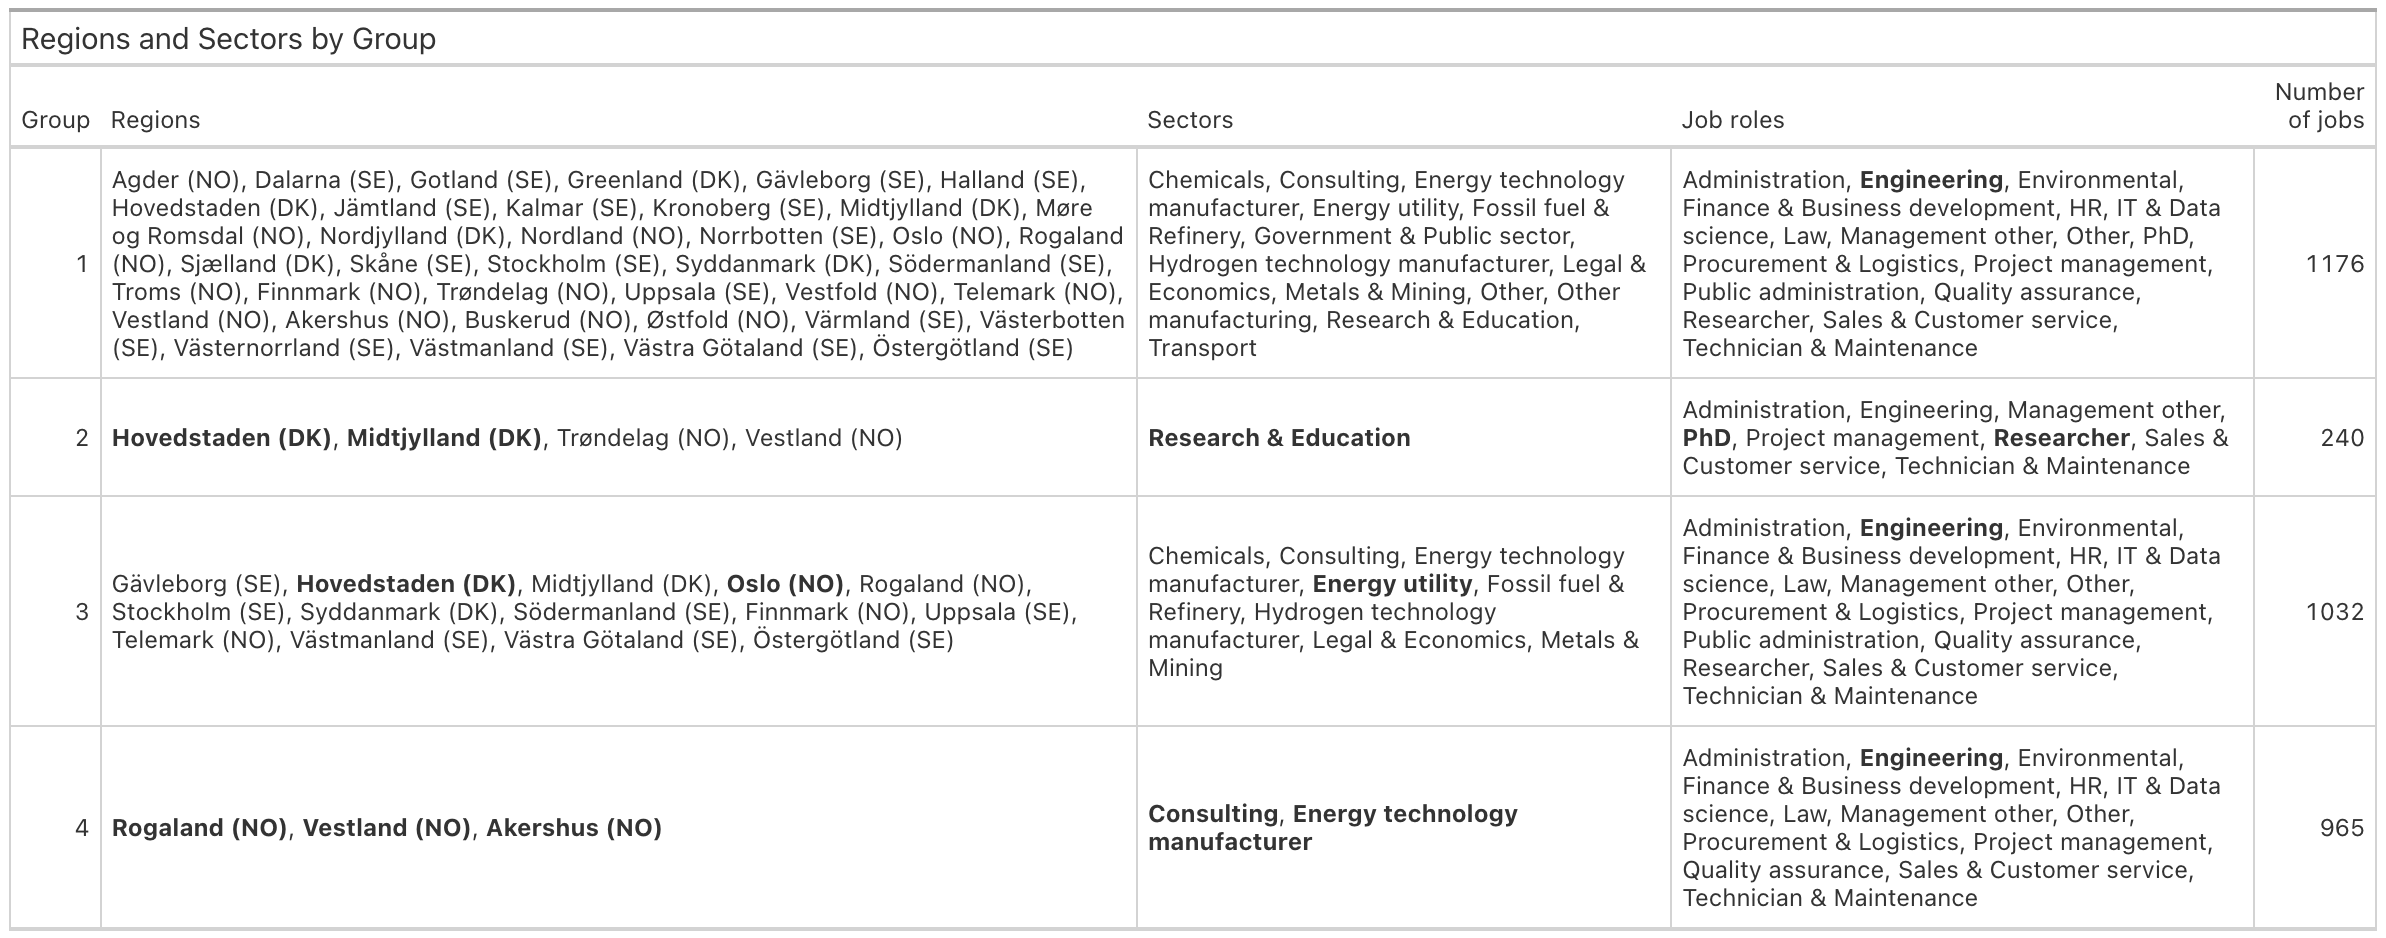 Regions and Sectors by Group
Group Regions Sectors Job roles Number of jobs
1
Agder (NO), Dalarna (SE), Gotland (SE), Greenland (DK), Gävleborg (SE), Halland (SE),
Hovedstaden (DK), Jämtland (SE), Kalmar (SE), Kronoberg (SE), Midtjylland (DK), Møre
og Romsdal (NO), Nordjylland (DK), Nordland (NO), Norrbotten (SE), Oslo (NO), Rogaland
(NO), Sjælland (DK), Skåne (SE), Stockholm (SE), Syddanmark (DK), Södermanland (SE),
Troms (NO), Finnmark (NO), Trøndelag (NO), Uppsala (SE), Vestfold (NO), Telemark (NO),
Vestland (NO), Akershus (NO), Buskerud (NO), Østfold (NO), Värmland (SE), Västerbotten
(SE), Västernorrland (SE), Västmanland (SE), Västra Götaland (SE), Östergötland (SE)
Chemicals, Consulting, Energy technology
manufacturer, Energy utility, Fossil fuel &
Refinery, Government & Public sector,
Hydrogen technology manufacturer, Legal &
Economics, Metals & Mining, Other, Other
manufacturing, Research & Education,
Transport
Administration, Engineering, Environmental,
Finance & Business development, HR, IT & Data
science, Law, Management other, Other, PhD,
Procurement & Logistics, Project management,
Public administration, Quality assurance,
Researcher, Sales & Customer service,
Technician & Maintenance
1176
2
Hovedstaden (DK), Midtjylland (DK), Trøndelag (NO), Vestland (NO)
Research & Education
Administration, Engineering, Management other,
PhD, Project management, Researcher, Sales &
Customer service, Technician & Maintenance
240
3
Gävleborg (SE), Hovedstaden (DK), Midtjylland (DK), Oslo (NO), Rogaland (NO),
Stockholm (SE), Syddanmark (DK), Södermanland (SE), Finnmark (NO), Uppsala (SE),
Telemark (NO), Västmanland (SE), Västra Götaland (SE), Östergötland (SE)
Chemicals, Consulting, Energy technology
manufacturer, Energy utility, Fossil fuel &
Refinery, Hydrogen technology
manufacturer, Legal & Economics, Metals &
Mining
Administration, Engineering, Environmental,
Finance & Business development, HR, IT & Data
science, Law, Management other, Other,
Procurement & Logistics, Project management,
Public administration, Quality assurance,
Researcher, Sales & Customer service,
Technician & Maintenance
1032
4
Rogaland (NO), Vestland (NO), Akershus (NO)
Consulting, Energy technology
manufacturer
Administration, Engineering, Environmental,
Finance & Business development, HR, IT & Data
science, Law, Management other, Other,
Procurement & Logistics, Project management,
Quality assurance, Sales & Customer service,
Technician & Maintenance
965